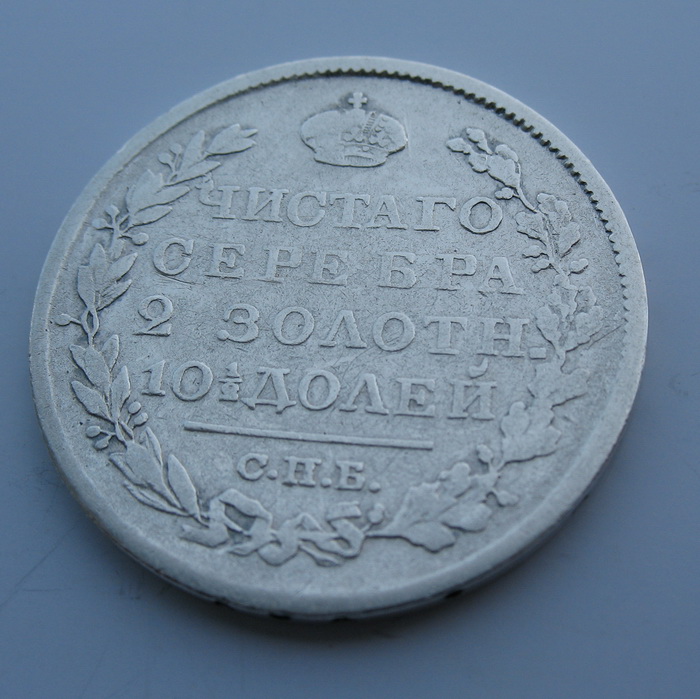 ЧИСТАГО
СЕРЕБРА
2 ЗОЛОТН.
10½ ДОЛЕЙ
С.П.Б.